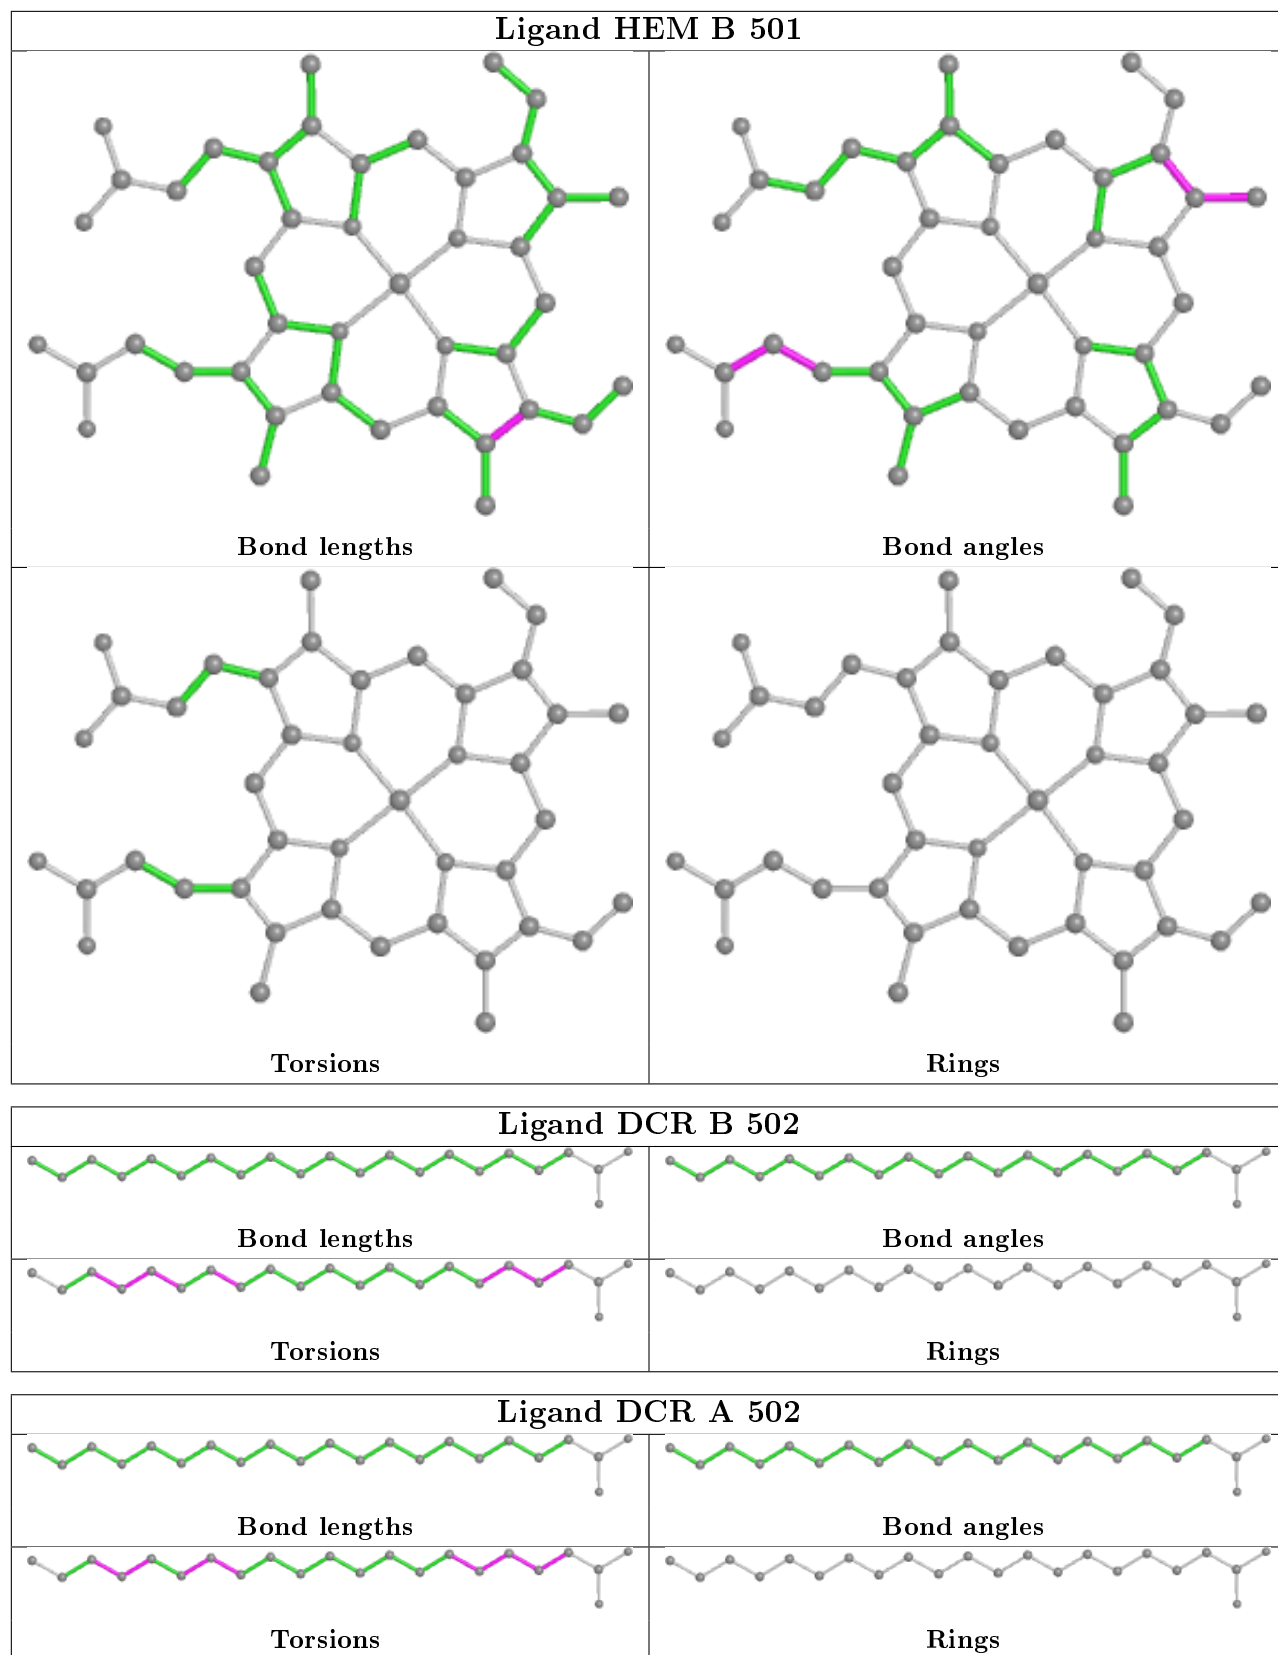 Ligand HEM B 501
Bond lengths
Bond angles
Torsions
Rings
Ligand DCR B 502
Bond lengths
Bond angles
Torsions
Rings
Ligand DCR A 502
Bond lengths
Bond angles
Torsions
Rings